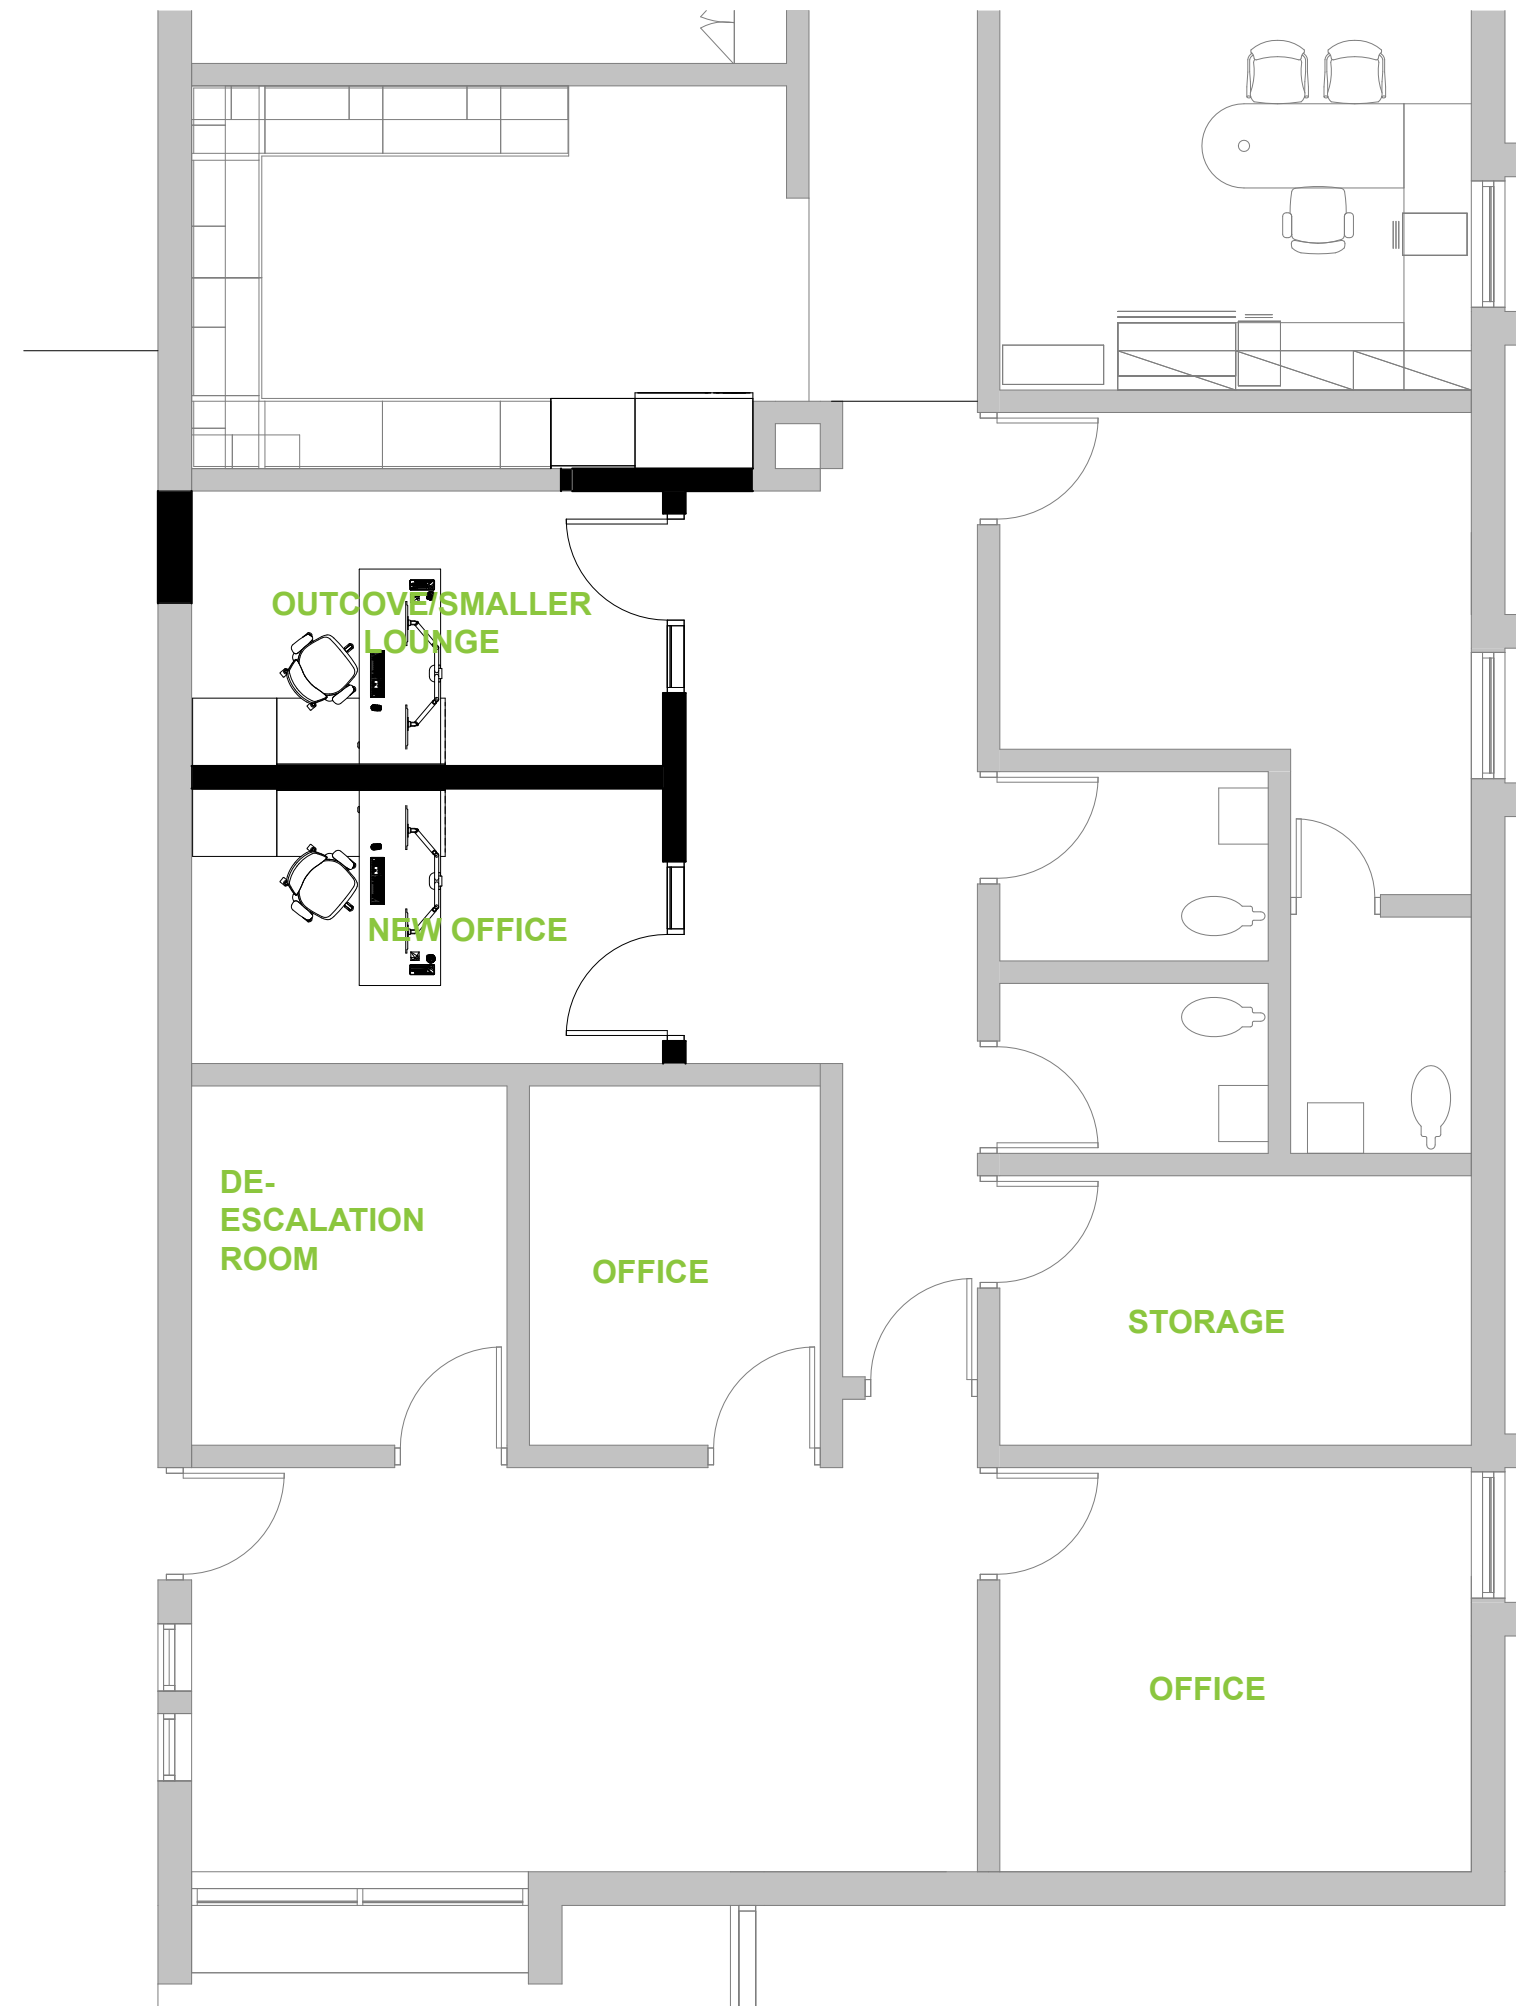 OUTCOVE/SMALLER
LOUNGE
NEW OFFICE
DE-
ESCALATION
ROOM
OFFICE
STORAGE
OFFICE